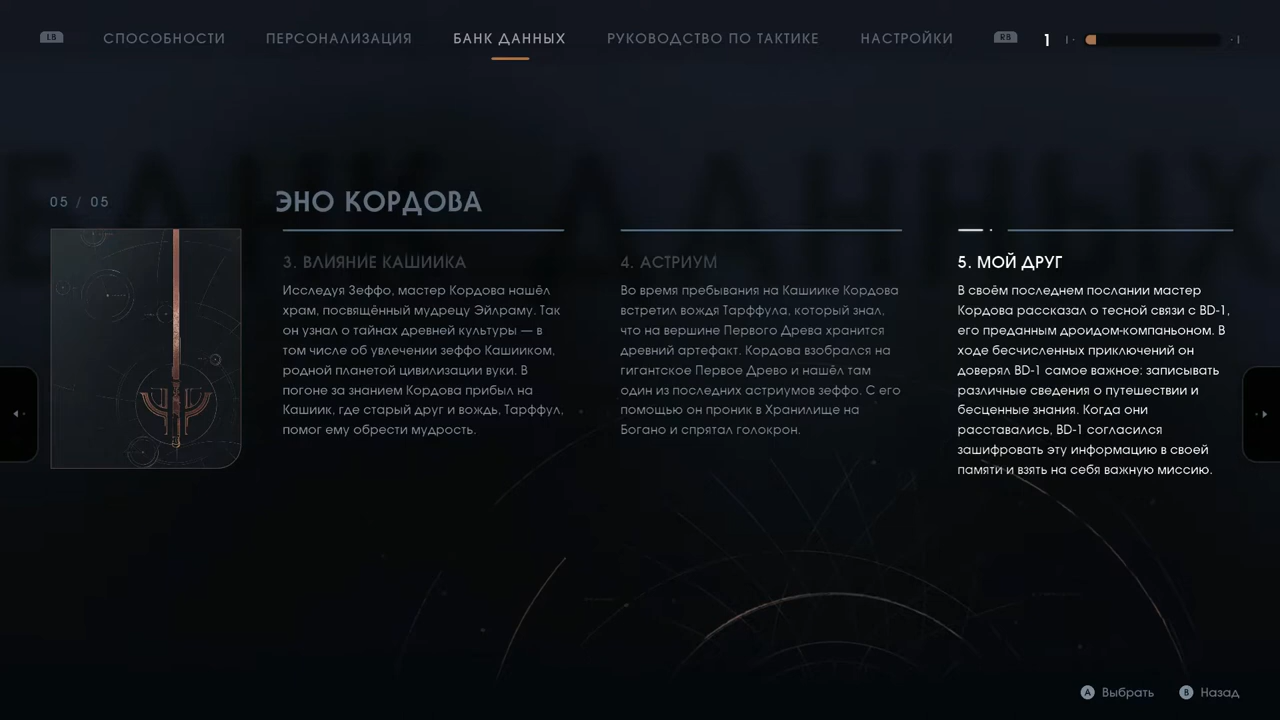 LB СПОСОБНОСТИ ПЕРСОНАЛИЗАЦИЯ БАНК ДАННЫХ РУКОВОДСТВО ПО ТАКТИКЕ НАСТРОЙКИ RB 1
БАНК ДАННЫХ
05 / 05
ЭНО КОРДОВА
3. ВЛИЯНИЕ КАШИИКА
Исследуя Зеффо, мастер Кордова нашёл
храм, посвящённый мудрецу Эйлраму. Так
он узнал о тайнах древней культуры — в
том числе об увлечении зеффо Кашииком,
родной планетой цивилизации вуки. В
погоне за знанием Кордова прибыл на
Кашиик, где старый друг и вождь, Тарффул,
помог ему обрести мудрость.
4. АСТРИУМ
Во время пребывания на Кашиике Кордова
встретил вождя Тарффула, который знал,
что на вершине Первого Древа хранится
древний артефакт. Кордова взобрался на
гигантское Первое Древо и нашёл там
один из последних астриумов зеффо. С его
помощью он проник в Хранилище на
Богано и спрятал голокрон.
5. МОЙ ДРУГ
В своём последнем послании мастер
Кордова рассказал о тесной связи с BD-1,
его преданным дроидом-компаньоном. В
ходе бесчисленных приключений он
доверял BD-1 самое важное: записывать
различные сведения о путешествии и
бесценные знания. Когда они
расставались, BD-1 согласился
зашифровать эту информацию в своей
памяти и взять на себя важную миссию.
A Выбрать B Назад